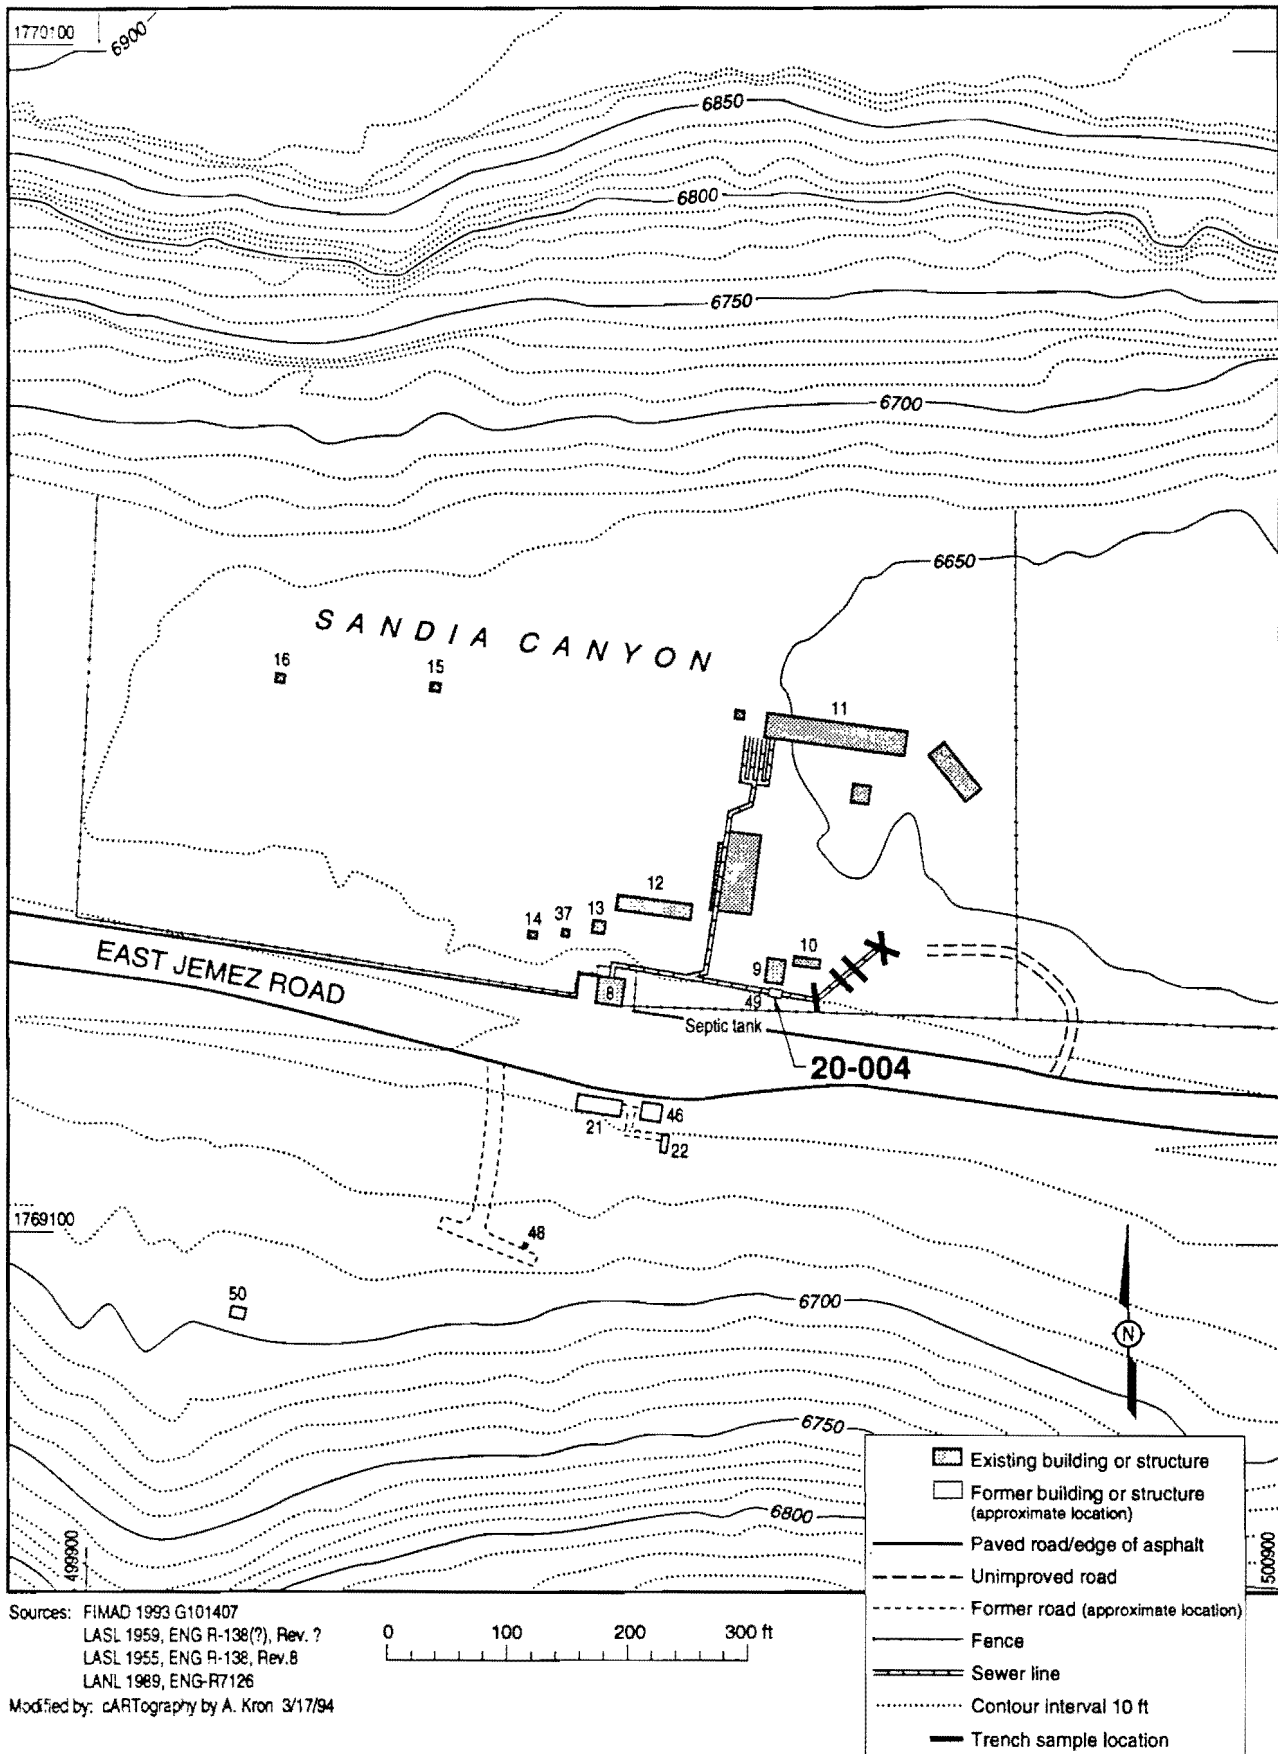 1770100
6900
6850
6800
6750
6700
6650
SANDIA CANYON
16
15
11
12
13
37
14
10
9
8
49
EAST JEMEZ ROAD
Septic tank
20-004
21
46
22
1769100
48
50
6700
6750
6800
499900
500900
N
Existing building or structure
Former building or structure
(approximate location)
Paved road/edge of asphalt
Unimproved road
Former road (approximate location)
Fence
Sewer line
Contour interval 10 ft
Trench sample location
Sources: FIMAD 1993 G101407
LASL 1959, ENG R-138(?), Rev. ?
LASL 1955, ENG R-138, Rev.8
LANL 1989, ENG-R7126
Modified by: cARTography by A. Kron 3/17/94
0 100 200 300 ft